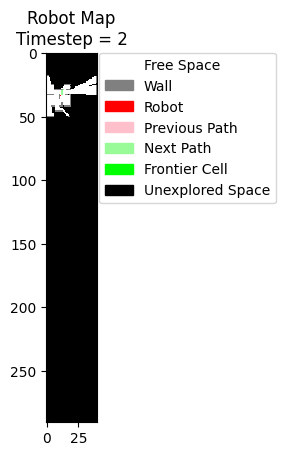 Robot Map
Timestep = 2
Free Space
Wall
Robot
Previous Path
Next Path
Frontier Cell
Unexplored Space
0
50
100
150
200
250
0 25